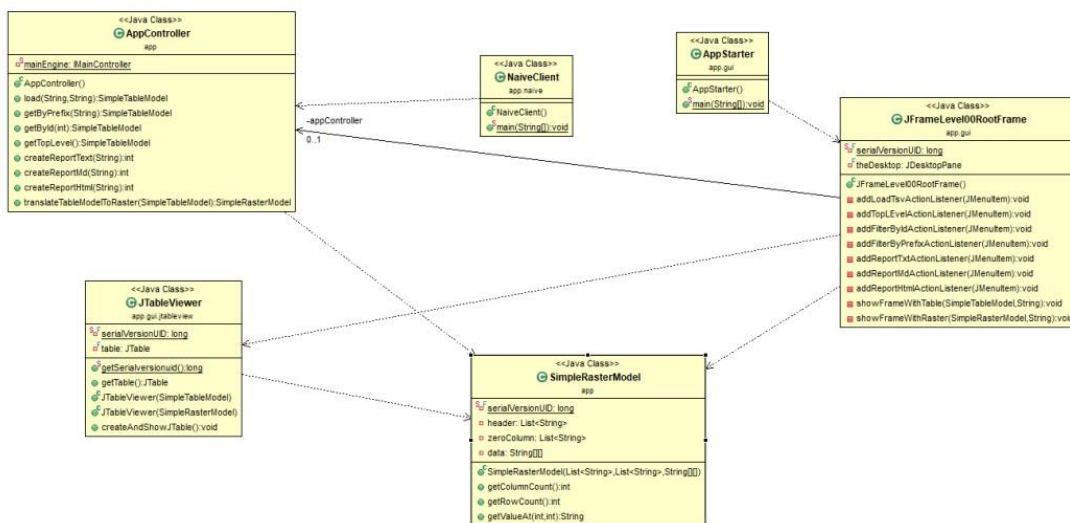 <<Java Class>>
AppController
app
mainEngine: IMainController
AppController()
load(String,String):SimpleTableModel
getByPrefix(String):SimpleTableModel
getById(int):SimpleTableModel
getTopLevel():SimpleTableModel
createReportText(String):int
createReportMd(String):int
createReportHtml(String):int
translateTableModelToRaster(SimpleTableModel):SimpleRasterModel
<<Java Class>>
NaiveClient
app.naive
NaiveClient()
main(String[]):void
<<Java Class>>
AppStarter
app.gui
AppStarter()
main(String[]):void
-appController
0..1
<<Java Class>>
JFrameLevel00RootFrame
app.gui
serialVersionUID: long
theDesktop: JDesktopPane
JFrameLevel00RootFrame()
addLoadTsvActionListener(JMenuItem):void
addTopLEvelActionListener(JMenuItem):void
addFilterByIdActionListener(JMenuItem):void
addFilterByPrefixActionListener(JMenuItem):void
addReportTxtActionListener(JMenuItem):void
addReportMdActionListener(JMenuItem):void
addReportHtmlActionListener(JMenuItem):void
showFrameWithTable(SimpleTableModel,String):void
showFrameWithRaster(SimpleRasterModel,String):void
<<Java Class>>
JTableViewer
app.gui.jtableview
serialVersionUID: long
table: JTable
getSerialversionuid():long
getTable():JTable
JTableViewer(SimpleTableModel)
JTableViewer(SimpleRasterModel)
createAndShowJTable():void
<<Java Class>>
SimpleRasterModel
app
serialVersionUID: long
header: List<String>
zeroColumn: List<String>
data: String[][]
SimpleRasterModel(List<String>,List<String>,String[][])
getColumnCount():int
getRowCount():int
getValueAt(int,int):String